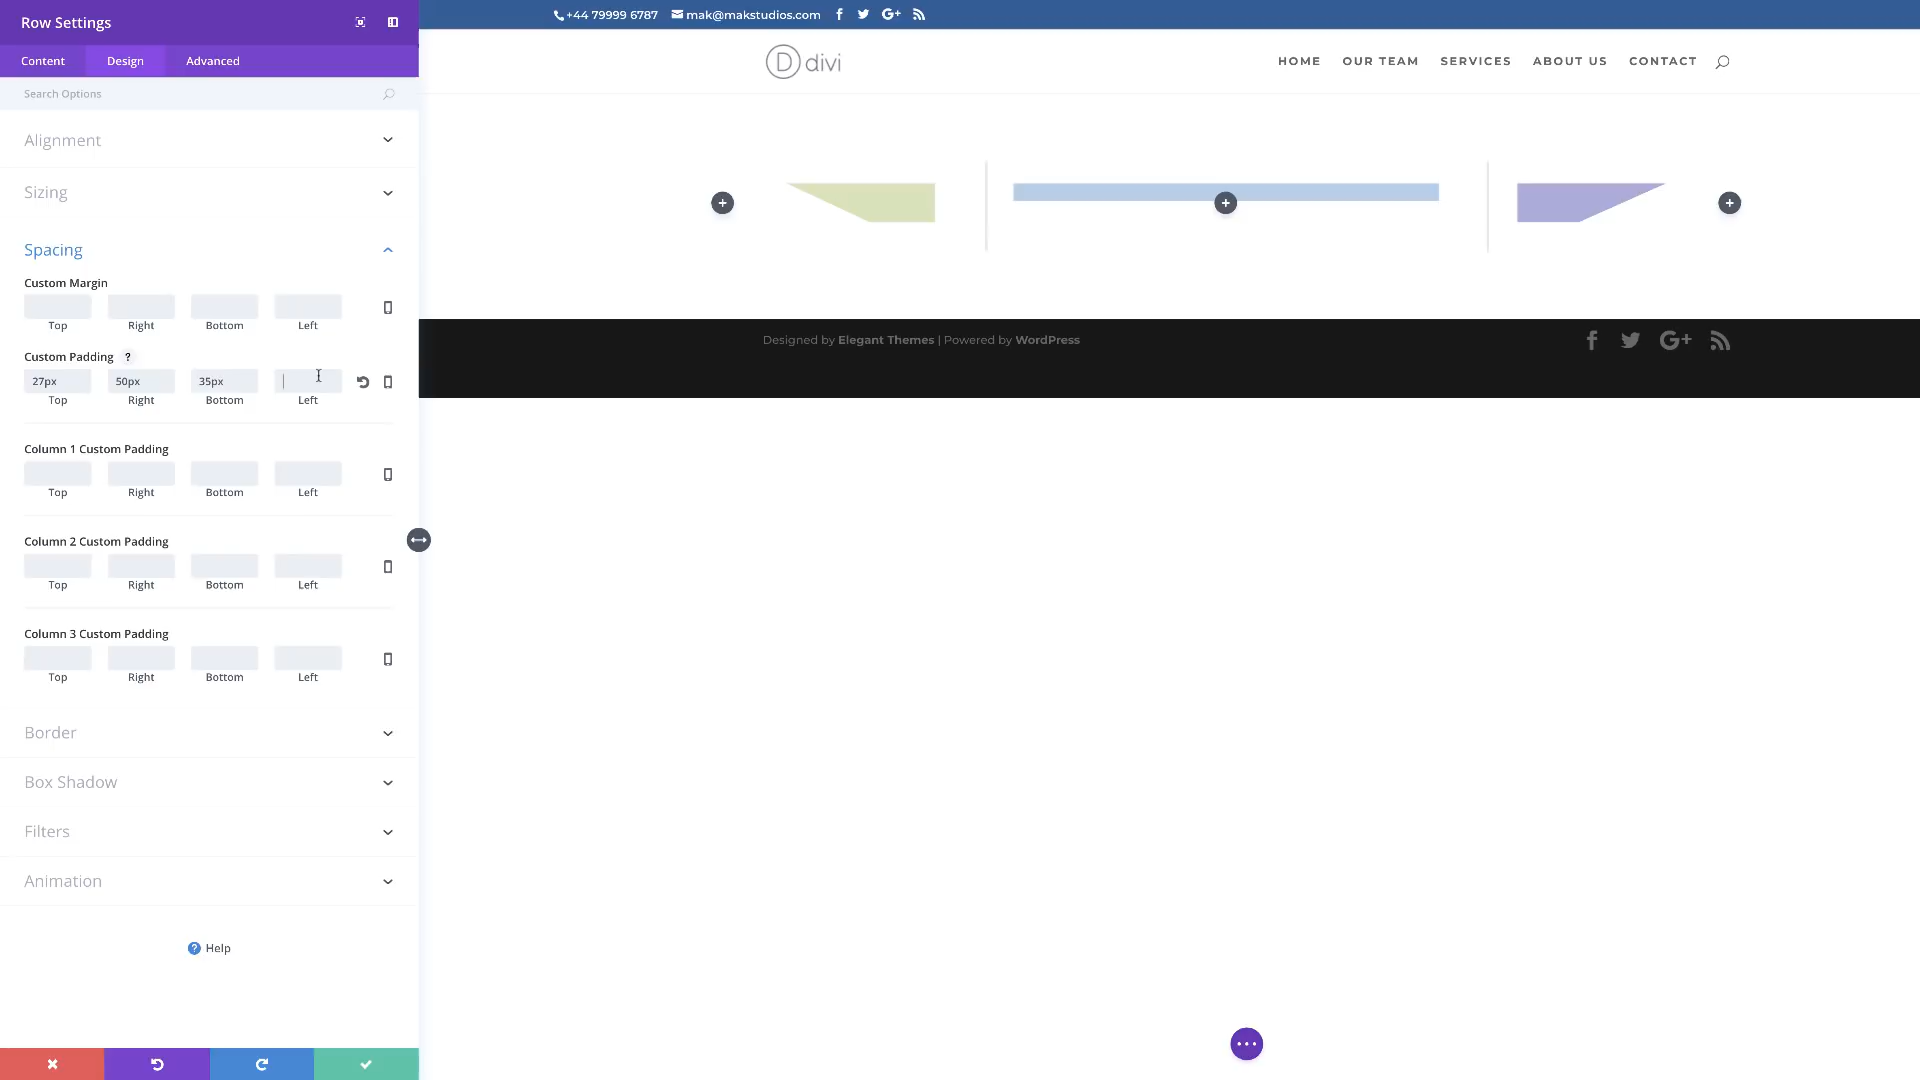 Row Settings
Content Design Advanced
Search Options
Alignment
Sizing
Spacing
Custom Margin
Top Right Bottom Left
Custom Padding ?
27px 50px 35px
Top Right Bottom Left
Column 1 Custom Padding
Top Right Bottom Left
Column 2 Custom Padding
Top Right Bottom Left
Column 3 Custom Padding
Top Right Bottom Left
Border
Box Shadow
Filters
Animation
? Help
+44 79999 6787 mak@makstudios.com
D divi
HOME OUR TEAM SERVICES ABOUT US CONTACT
Designed by Elegant Themes | Powered by WordPress